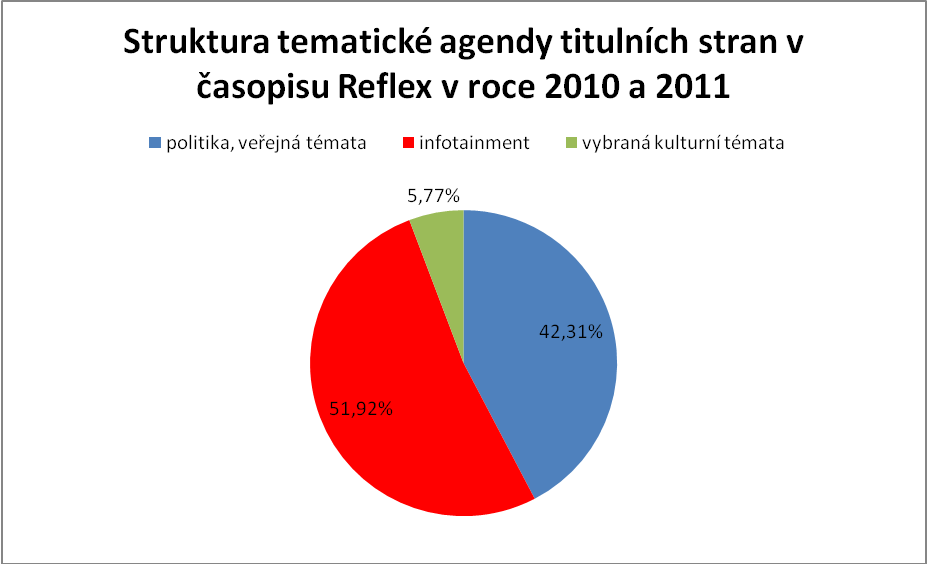 Struktura tematické agendy titulních stran v
časopisu Reflex v roce 2010 a 2011
politika, veřejná témata infotainment vybraná kulturní témata
5,77%
42,31%
51,92%